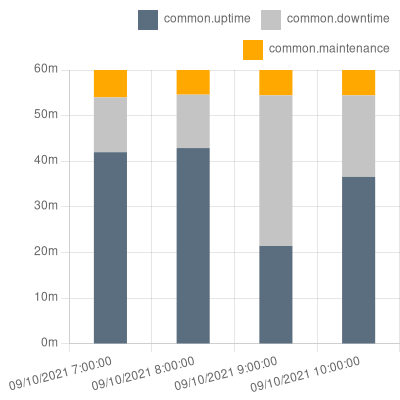 common.uptime common.downtime
common.maintenance
60m
50m
40m
30m
20m
10m
0m
09/10/2021 7:00:00 09/10/2021 8:00:00 09/10/2021 9:00:00 09/10/2021 10:00:00